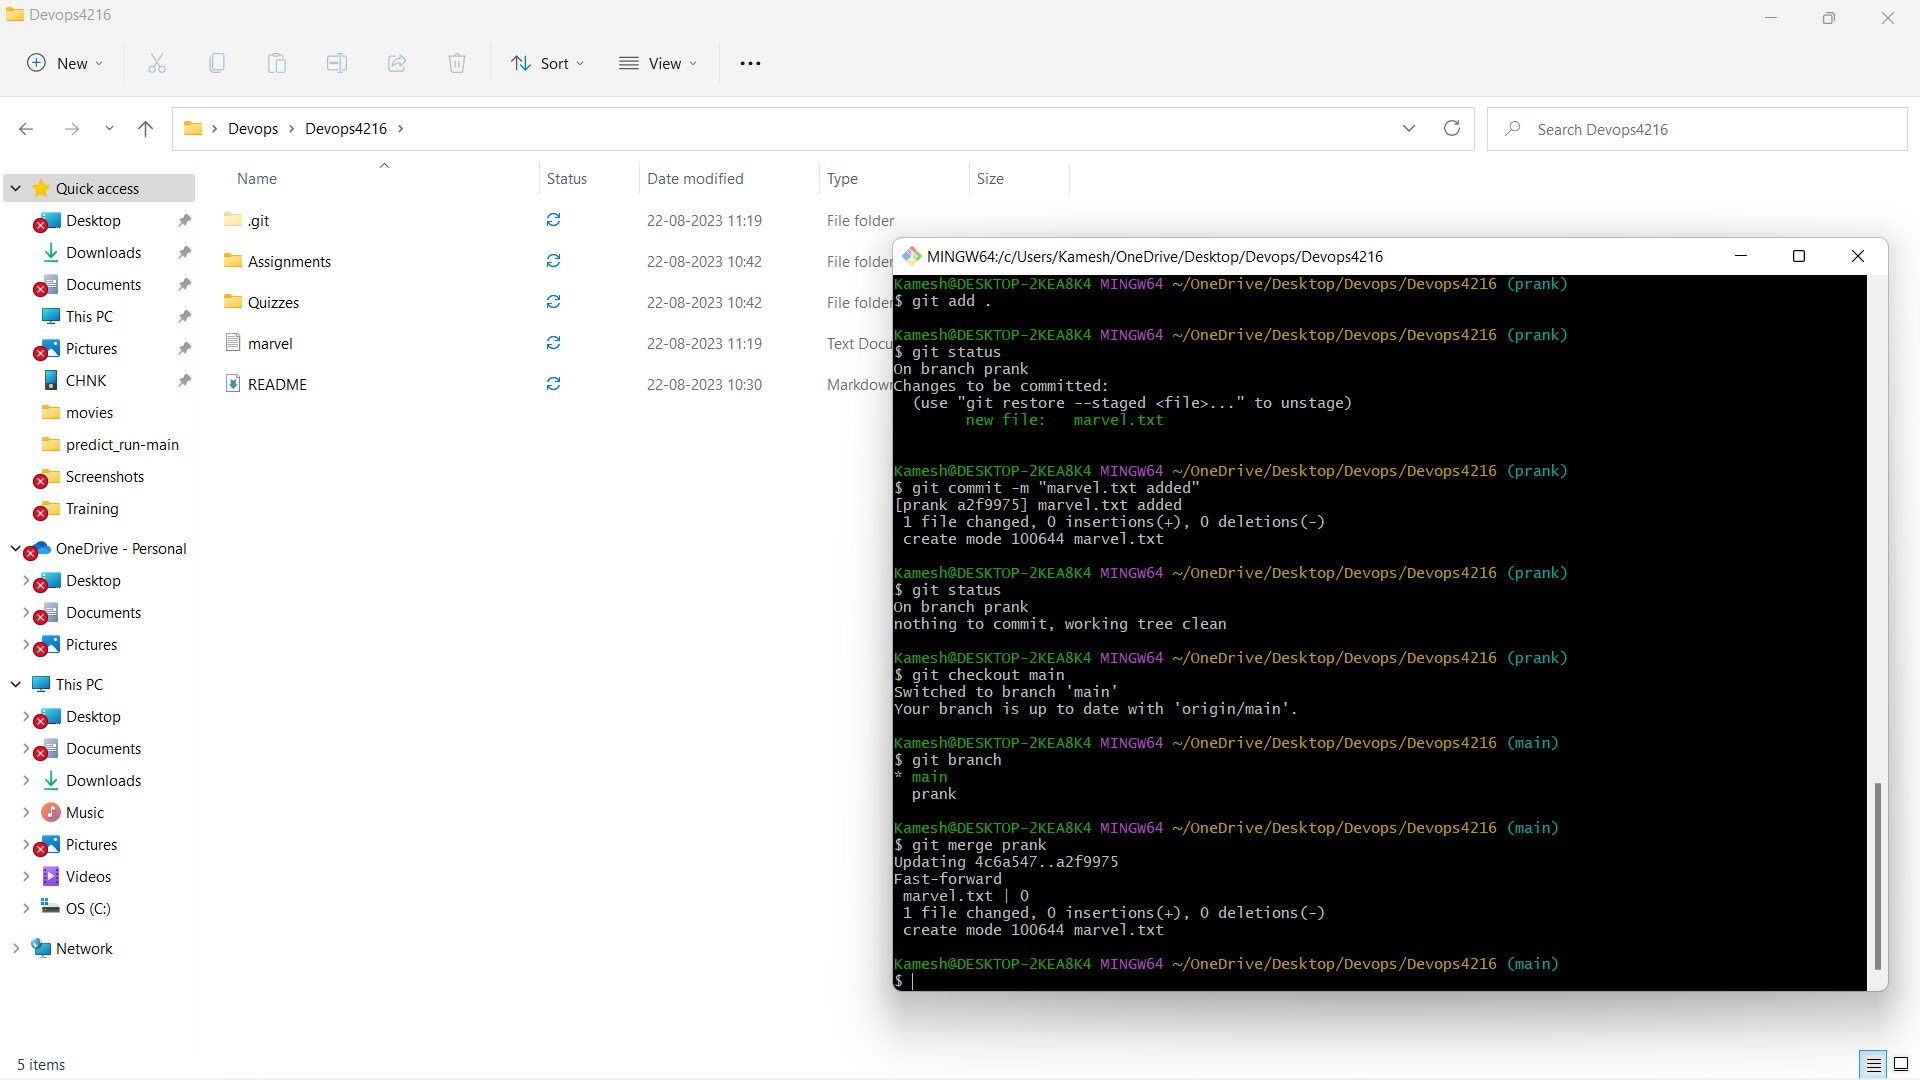 Devops4216
New
Sort
View
Devops > Devops4216 >
Search Devops4216
Quick access
Desktop
Downloads
Documents
This PC
Pictures
CHNK
movies
predict_run-main
Screenshots
Training
OneDrive - Personal
Desktop
Documents
Pictures
This PC
Desktop
Documents
Downloads
Music
Pictures
Videos
OS (C:)
Network
Name Status Date modified Type Size
.git 22-08-2023 11:19 File folder
Assignments 22-08-2023 10:42 File folder
Quizzes 22-08-2023 10:42 File folder
marvel 22-08-2023 11:19 Text Docu
README 22-08-2023 10:30 Markdown
MINGW64:/c/Users/Kamesh/OneDrive/Desktop/Devops/Devops4216
Kamesh@DESKTOP-2KEA8K4 MINGW64 ~/OneDrive/Desktop/Devops/Devops4216 (prank)
$ git add .
Kamesh@DESKTOP-2KEA8K4 MINGW64 ~/OneDrive/Desktop/Devops/Devops4216 (prank)
$ git status
On branch prank
Changes to be committed:
(use "git restore --staged <file>..." to unstage)
new file: marvel.txt
Kamesh@DESKTOP-2KEA8K4 MINGW64 ~/OneDrive/Desktop/Devops/Devops4216 (prank)
$ git commit -m "marvel.txt added"
[prank a2f9975] marvel.txt added
1 file changed, 0 insertions(+), 0 deletions(-)
create mode 100644 marvel.txt
Kamesh@DESKTOP-2KEA8K4 MINGW64 ~/OneDrive/Desktop/Devops/Devops4216 (prank)
$ git status
On branch prank
nothing to commit, working tree clean
Kamesh@DESKTOP-2KEA8K4 MINGW64 ~/OneDrive/Desktop/Devops/Devops4216 (prank)
$ git checkout main
Switched to branch 'main'
Your branch is up to date with 'origin/main'.
Kamesh@DESKTOP-2KEA8K4 MINGW64 ~/OneDrive/Desktop/Devops/Devops4216 (main)
$ git branch
* main
prank
Kamesh@DESKTOP-2KEA8K4 MINGW64 ~/OneDrive/Desktop/Devops/Devops4216 (main)
$ git merge prank
Updating 4c6a547..a2f9975
Fast-forward
marvel.txt | 0
1 file changed, 0 insertions(+), 0 deletions(-)
create mode 100644 marvel.txt
Kamesh@DESKTOP-2KEA8K4 MINGW64 ~/OneDrive/Desktop/Devops/Devops4216 (main)
$
5 items